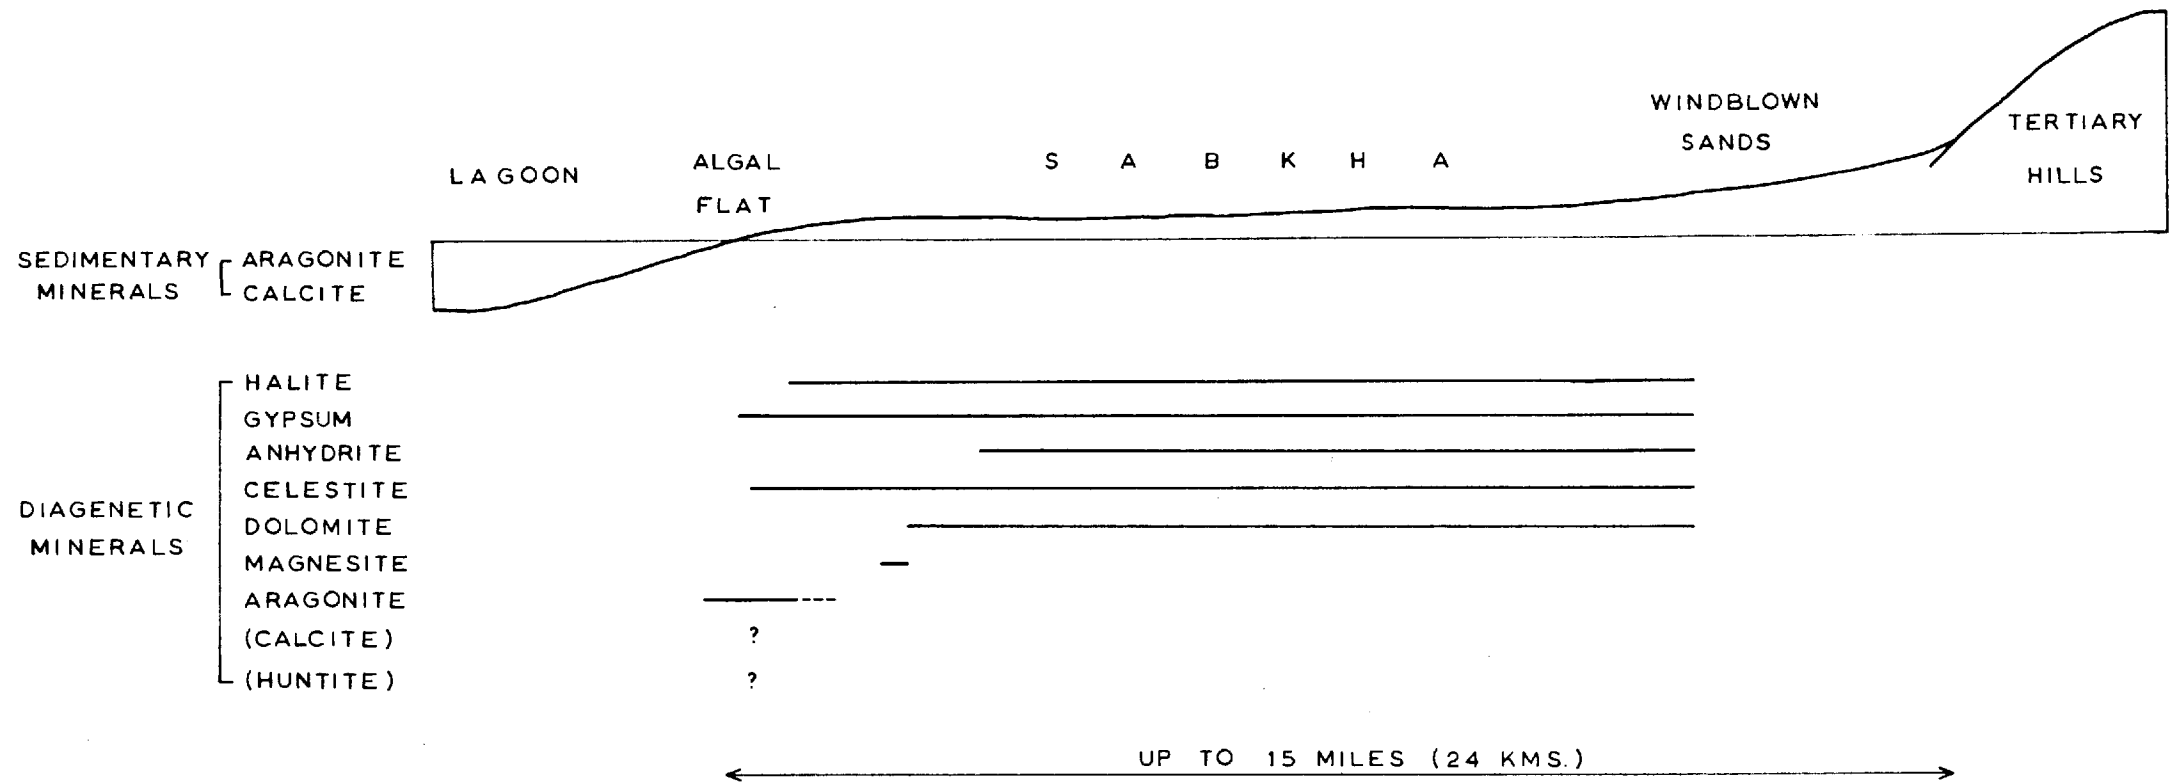 WINDBLOWN
SANDS
TERTIARY
HILLS
LAGOON
ALGAL
FLAT
SABKHA
SEDIMENTARY
MINERALS
ARAGONITE
CALCITE
DIAGENETIC
MINERALS
HALITE
GYPSUM
ANHYDRITE
CELESTITE
DOLOMITE
MAGNESITE
ARAGONITE
(CALCITE) ?
(HUNTITE) ?
UP TO 15 MILES (24 KMS.)